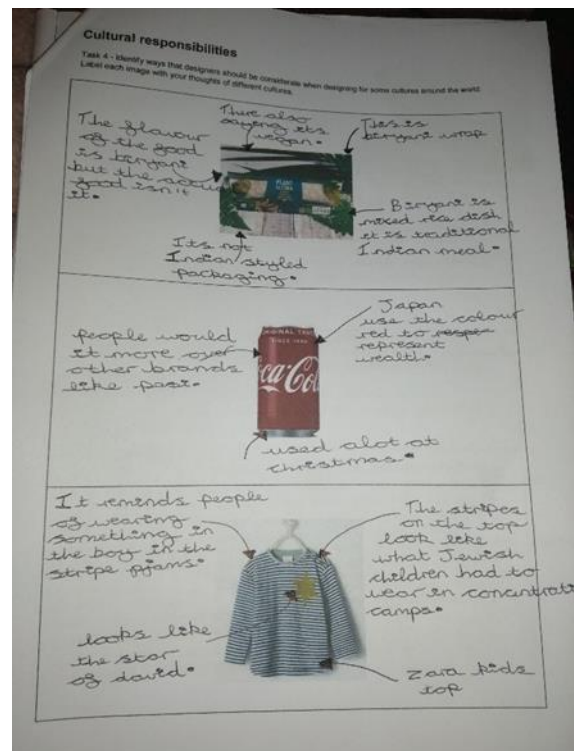 Cultural responsibilities
Task 4 - Identify ways that designers should be considerate when designing for some cultures around the world.
Label each image with your thoughts of different cultures.
The flavour
of the food
is biryani
but the actual
food isn't
it.
There also
saying its
vegan.
This is
biryani wrap
PLANT
Biryani is
mixed rice dish
it is traditional
Indian meal.
Its not
Indian styled
packaging.
people would
it more over
other brands
like pasi.
ORIGINAL TASTE
SINCE 1886
Coca-Cola
Japan
use the colour
red to
represent
wealth.
used alot at
christmas.
It reminds people
of wearing
something in
the boy in the
stripe pjams.
The stripes
on the top
look like
what Jewish
children had to
wear in concentrati
camps.
looks like
the star
of david.
zara kids
top